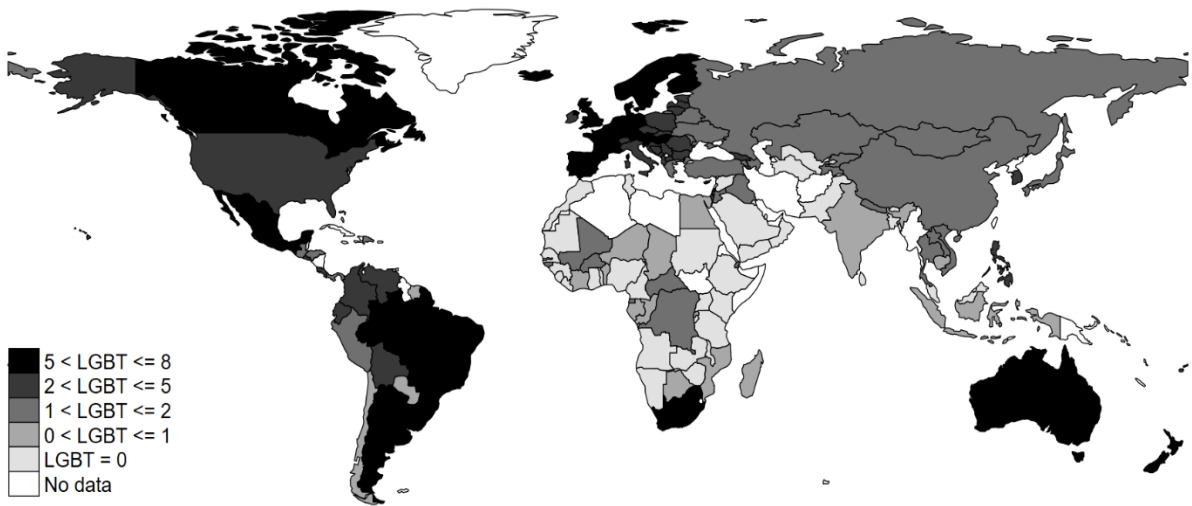 5 < LGBT <= 8
2 < LGBT <= 5
1 < LGBT <= 2
0 < LGBT <= 1
LGBT = 0
No data